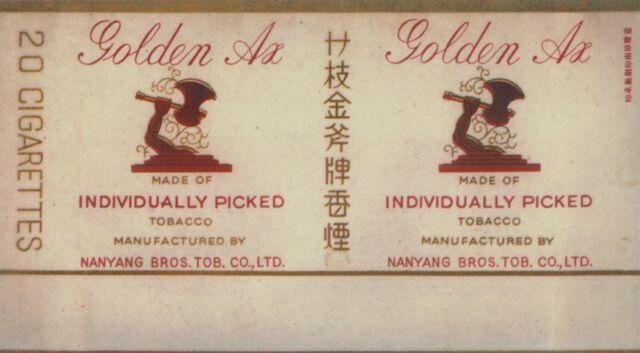 20 CIGARETTES
Golden Ax
MADE OF
INDIVIDUALLY PICKED
TOBACCO
MANUFACTURED BY
NANYANG BROS. TOB. CO., LTD.
廿枝金斧牌香煙
Golden Ax
MADE OF
INDIVIDUALLY PICKED
TOBACCO
MANUFACTURED BY
NANYANG BROS. TOB. CO., LTD.